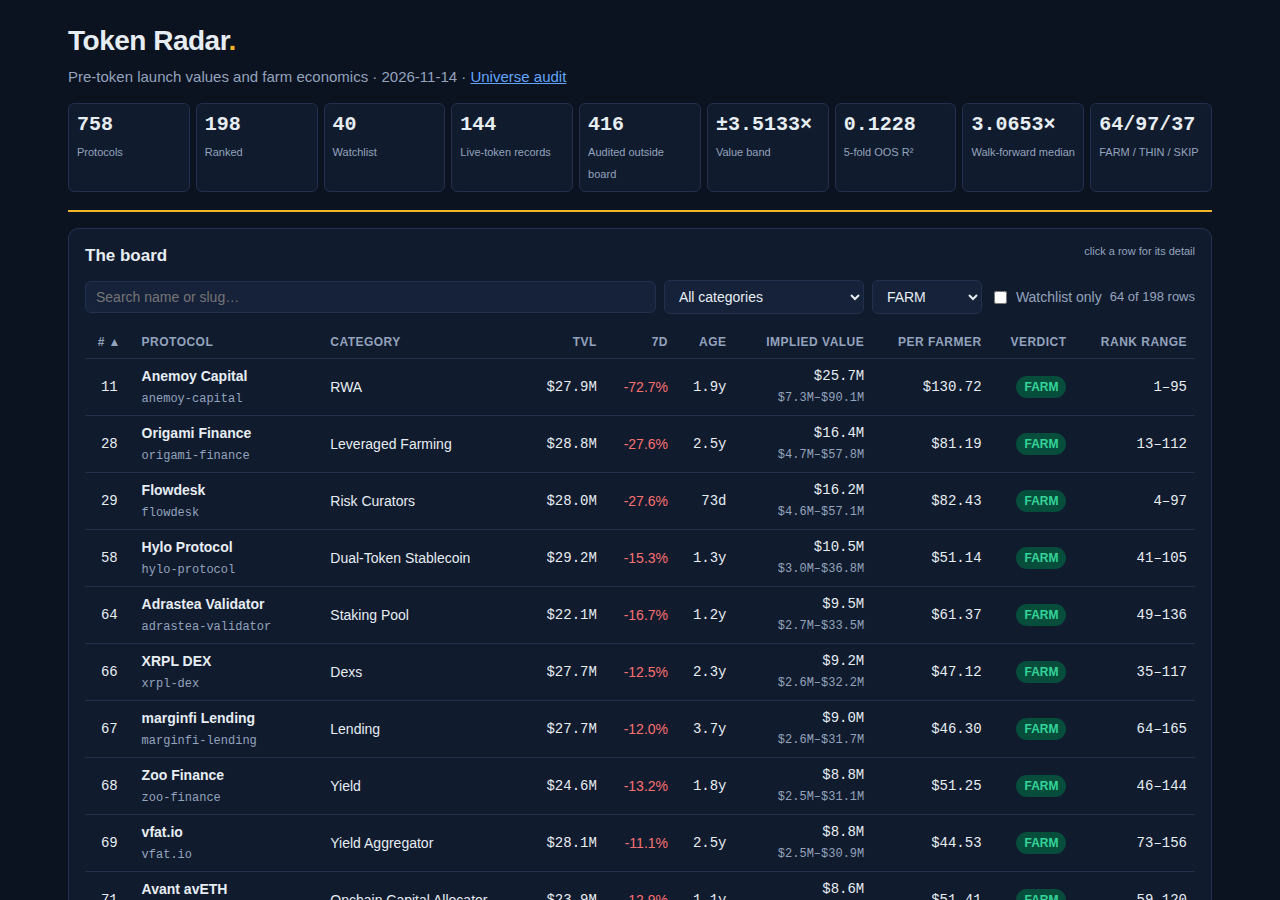 Token Radar.
Pre-token launch values and farm economics · 2026-11-14 · Universe audit
758
Protocols
198
Ranked
40
Watchlist
144
Live-token records
416
Audited outside
board
±3.5133×
Value band
0.1228
5-fold OOS R²
3.0653×
Walk-forward median
64/97/37
FARM / THIN / SKIP
The board
click a row for its detail
Search name or slug…
All categories
FARM
Watchlist only
64 of 198 rows
# ▲ PROTOCOL CATEGORY TVL 7D AGE IMPLIED VALUE PER FARMER VERDICT RANK RANGE
11 Anemoy Capital RWA $27.9M -72.7% 1.9y $25.7M $130.72 FARM 1–95
anemoy-capital $7.3M–$90.1M
28 Origami Finance Leveraged Farming $28.8M -27.6% 2.5y $16.4M $81.19 FARM 13–112
origami-finance $4.7M–$57.8M
29 Flowdesk Risk Curators $28.0M -27.6% 73d $16.2M $82.43 FARM 4–97
flowdesk $4.6M–$57.1M
58 Hylo Protocol Dual-Token Stablecoin $29.2M -15.3% 1.3y $10.5M $51.14 FARM 41–105
hylo-protocol $3.0M–$36.8M
64 Adrastea Validator Staking Pool $22.1M -16.7% 1.2y $9.5M $61.37 FARM 49–136
adrastea-validator $2.7M–$33.5M
66 XRPL DEX Dexs $27.7M -12.5% 2.3y $9.2M $47.12 FARM 35–117
xrpl-dex $2.6M–$32.2M
67 marginfi Lending Lending $27.7M -12.0% 3.7y $9.0M $46.30 FARM 64–165
marginfi-lending $2.6M–$31.7M
68 Zoo Finance Yield $24.6M -13.2% 1.8y $8.8M $51.25 FARM 46–144
zoo-finance $2.5M–$31.1M
69 vfat.io Yield Aggregator $28.1M -11.1% 2.5y $8.8M $44.53 FARM 73–156
vfat.io $2.5M–$30.9M
71 Avant avETH Onchain Capital Allocator $23.9M -12.9% 1.1y $8.6M $51.41 FARM 59–120